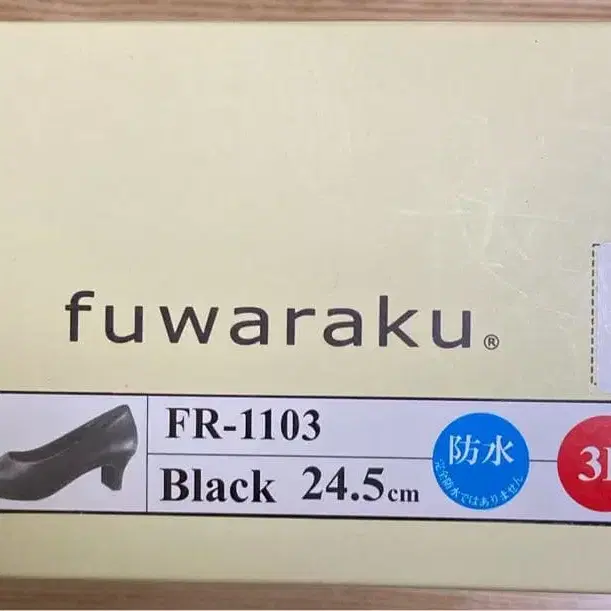 fuwaraku®
FR-1103
Black 24.5cm
防水
完全防水ではありません